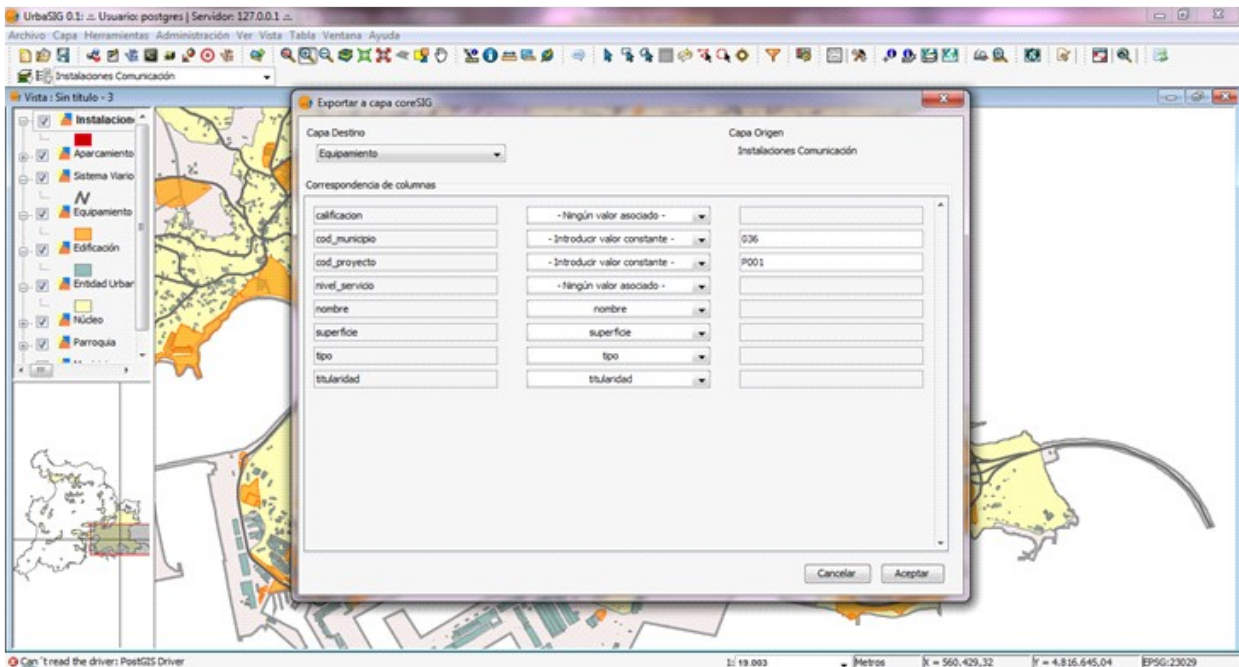 UrbaSIG 0.1: .:. Usuario: postgres | Servidor: 127.0.0.1 .:.
Archivo Capa Herramientas Administración Ver Vista Tabla Ventana Ayuda
Instalaciones Comunicación
Vista : Sin título - 3
Instalacion
Aparcamiento
Sistema Viario
Equipamiento
Edificación
Entidad Urbar
Núcleo
Parroquia
Exportar a capa coreSIG
Capa Destino
Capa Origen
Equipamiento
Instalaciones Comunicación
Correspondencia de columnas
calificacion
- Ningún valor asociado -
cod_municipio
- Introducir valor constante -
036
cod_proyecto
- Introducir valor constante -
P001
nivel_servicio
- Ningún valor asociado -
nombre
nombre
superficie
superficie
tipo
tipo
titularidad
titularidad
Cancelar
Aceptar
Can´t read the driver: PostGIS Driver
1: 19.003
Metros
X = 560.429,32
Y = 4.816.645,04
EPSG:23029